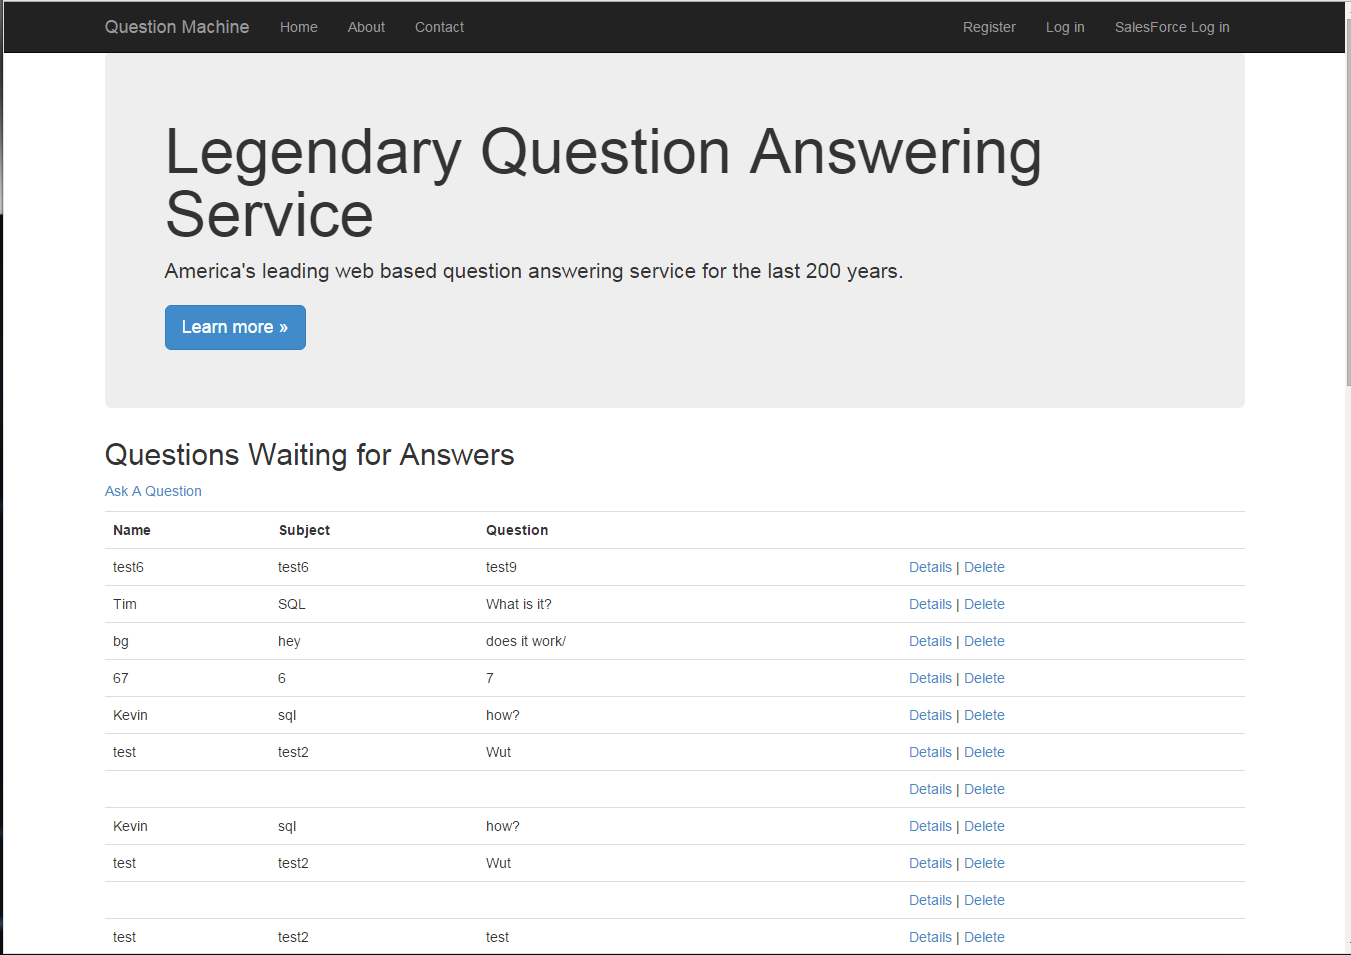 Question Machine Home About Contact Register Log in SalesForce Log in
Legendary Question Answering
Service
America's leading web based question answering service for the last 200 years.
Learn more »
Questions Waiting for Answers
Ask A Question
Name Subject Question
test6 test6 test9 Details | Delete
Tim SQL What is it? Details | Delete
bg hey does it work/ Details | Delete
67 6 7 Details | Delete
Kevin sql how? Details | Delete
test test2 Wut Details | Delete
Details | Delete
Kevin sql how? Details | Delete
test test2 Wut Details | Delete
Details | Delete
test test2 test Details | Delete